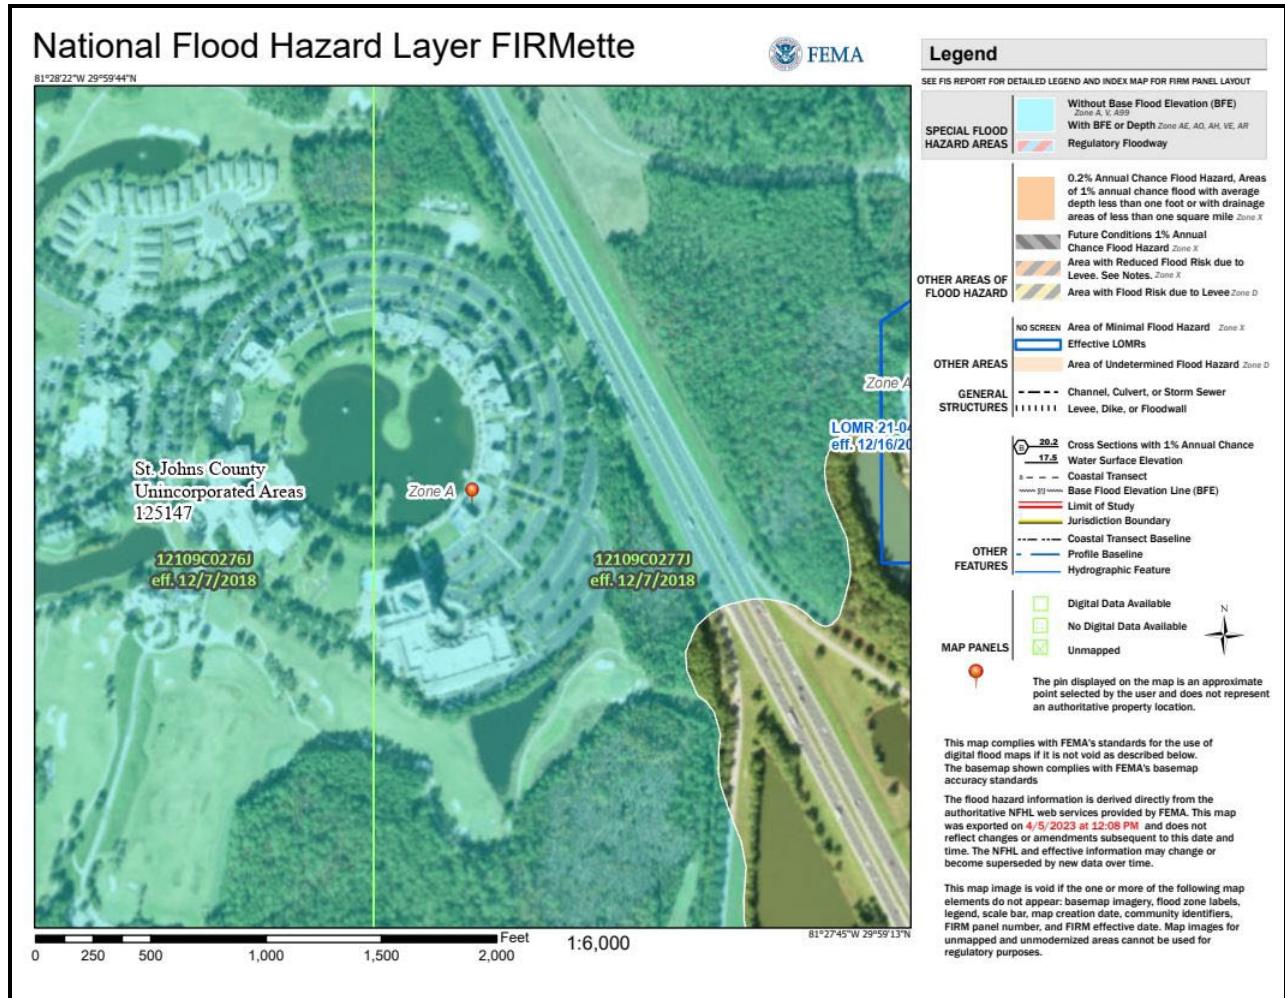 National Flood Hazard Layer FIRMette
FEMA
81°28'22"W 29°59'44"N
Zone A
LOMR 21-04
eff. 12/16/20
St. Johns County
Unincorporated Areas
125147
Zone A
12109C0276J
eff. 12/7/2018
12109C0277J
eff. 12/7/2018
81°27'45"W 29°59'13"N
Feet
1:6,000
0 250 500 1,000 1,500 2,000
Legend
SEE FIS REPORT FOR DETAILED LEGEND AND INDEX MAP FOR FIRM PANEL LAYOUT
SPECIAL FLOOD
HAZARD AREAS
Without Base Flood Elevation (BFE)
Zone A, V, A99
With BFE or Depth Zone AE, AO, AH, VE, AR
Regulatory Floodway
OTHER AREAS OF
FLOOD HAZARD
0.2% Annual Chance Flood Hazard, Areas
of 1% annual chance flood with average
depth less than one foot or with drainage
areas of less than one square mile Zone X
Future Conditions 1% Annual
Chance Flood Hazard Zone X
Area with Reduced Flood Risk due to
Levee. See Notes. Zone X
Area with Flood Risk due to Levee Zone D
OTHER AREAS
NO SCREEN Area of Minimal Flood Hazard Zone X
Effective LOMRs
Area of Undetermined Flood Hazard Zone D
GENERAL
STRUCTURES
Channel, Culvert, or Storm Sewer
Levee, Dike, or Floodwall
OTHER
FEATURES
20.2 Cross Sections with 1% Annual Chance
17.5 Water Surface Elevation
Coastal Transect
Base Flood Elevation Line (BFE)
Limit of Study
Jurisdiction Boundary
Coastal Transect Baseline
Profile Baseline
Hydrographic Feature
MAP PANELS
Digital Data Available
No Digital Data Available
Unmapped
N
The pin displayed on the map is an approximate
point selected by the user and does not represent
an authoritative property location.
This map complies with FEMA's standards for the use of
digital flood maps if it is not void as described below.
The basemap shown complies with FEMA's basemap
accuracy standards
The flood hazard information is derived directly from the
authoritative NFHL web services provided by FEMA. This map
was exported on 4/5/2023 at 12:08 PM and does not
reflect changes or amendments subsequent to this date and
time. The NFHL and effective information may change or
become superseded by new data over time.
This map image is void if the one or more of the following map
elements do not appear: basemap imagery, flood zone labels,
legend, scale bar, map creation date, community identifiers,
FIRM panel number, and FIRM effective date. Map images for
unmapped and unmodernized areas cannot be used for
regulatory purposes.